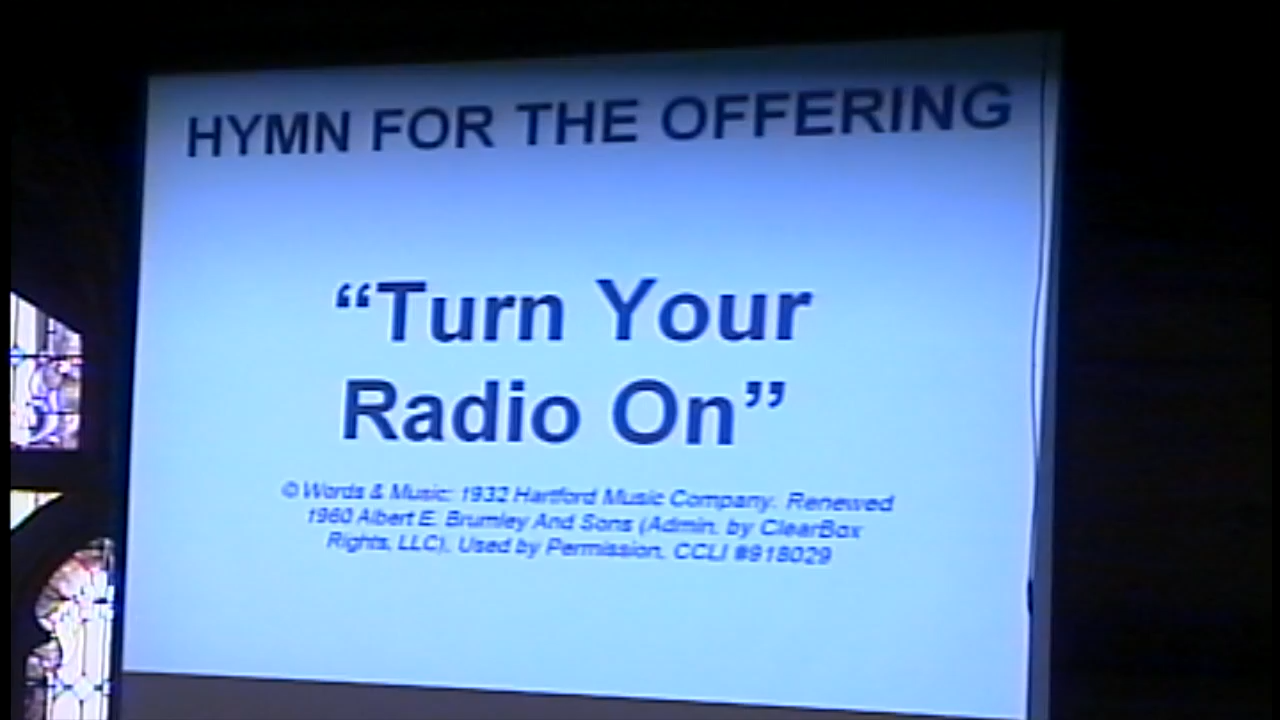 HYMN FOR THE OFFERING
“Turn Your
Radio On”
© Words & Music: 1932 Hartford Music Company. Renewed
1960 Albert E. Brumley And Sons (Admin. by ClearBox
Rights, LLC). Used by Permission. CCLI #918029